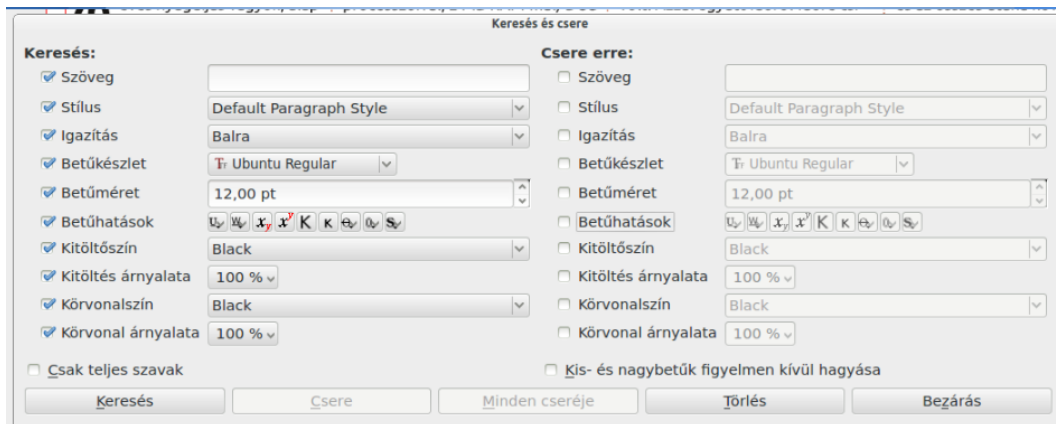 Keresés és csere
Keresés: Csere erre:
Szöveg Szöveg
Stílus Default Paragraph Style Stílus Default Paragraph Style
Igazítás Balra Igazítás Balra
Betűkészlet Ubuntu Regular Betűkészlet Ubuntu Regular
Betűméret 12,00 pt Betűméret 12,00 pt
Betűhatások Betűhatások
Kitöltőszín Black Kitöltőszín Black
Kitöltés árnyalata 100 % Kitöltés árnyalata 100 %
Körvonalszín Black Körvonalszín Black
Körvonal árnyalata 100 % Körvonal árnyalata 100 %
Csak teljes szavak Kis- és nagybetűk figyelmen kívül hagyása
Keresés Csere Minden cseréje Törlés Bezárás